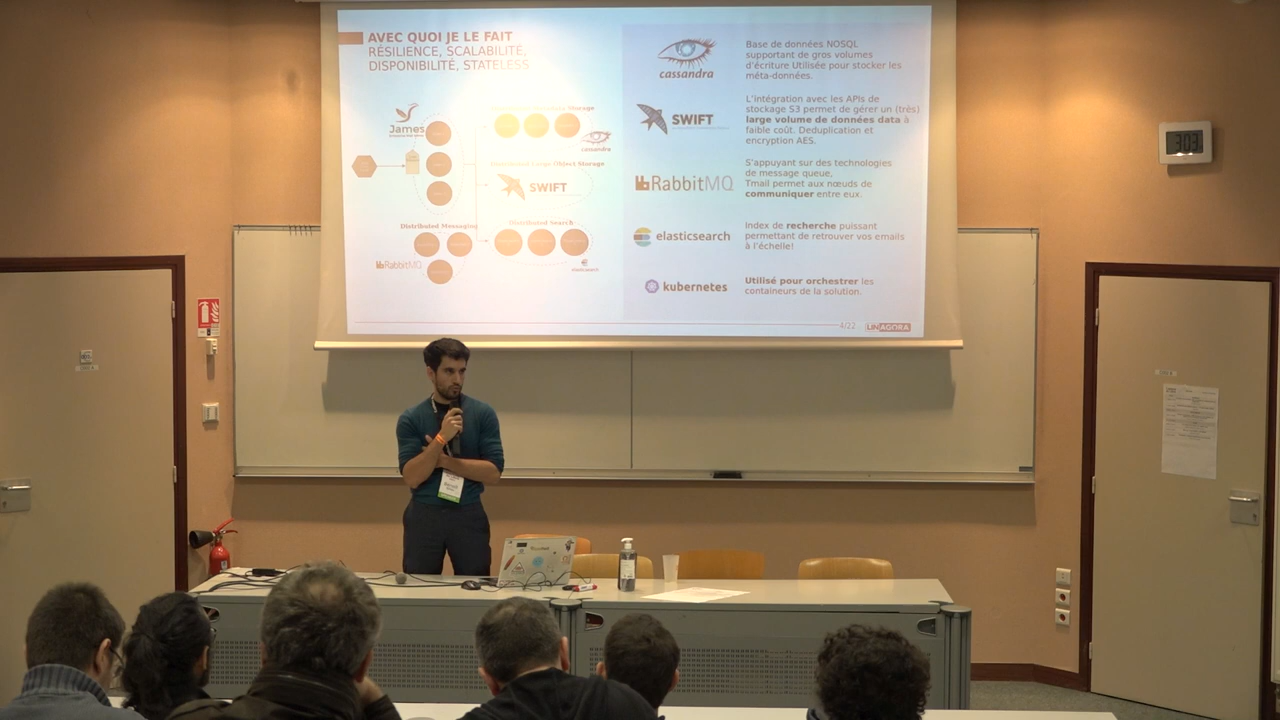 AVEC QUOI JE LE FAIT
RÉSILIENCE, SCALABILITÉ,
DISPONIBILITÉ, STATELESS
James
Storage
cassandra
Object Storage
SWIFT
Distributed Messaging
RabbitMQ
Distributed Search
elasticsearch
cassandra
Base de données NOSQL
supportant de gros volumes
d'écriture Utilisée pour stocker les
méta-données.
SWIFT
L'intégration avec les APIs de
stockage S3 permet de gérer un (très)
large volume de données data à
faible coût. Deduplication et
encryption AES.
RabbitMQ
S'appuyant sur des technologies
de message queue,
Tmail permet aux nœuds de
communiquer entre eux.
elasticsearch
Index de recherche puissant
permettant de retrouver vos emails
à l'échelle!
kubernetes
Utilisé pour orchestrer les
containeurs de la solution.
4/22
LINAGORA
303